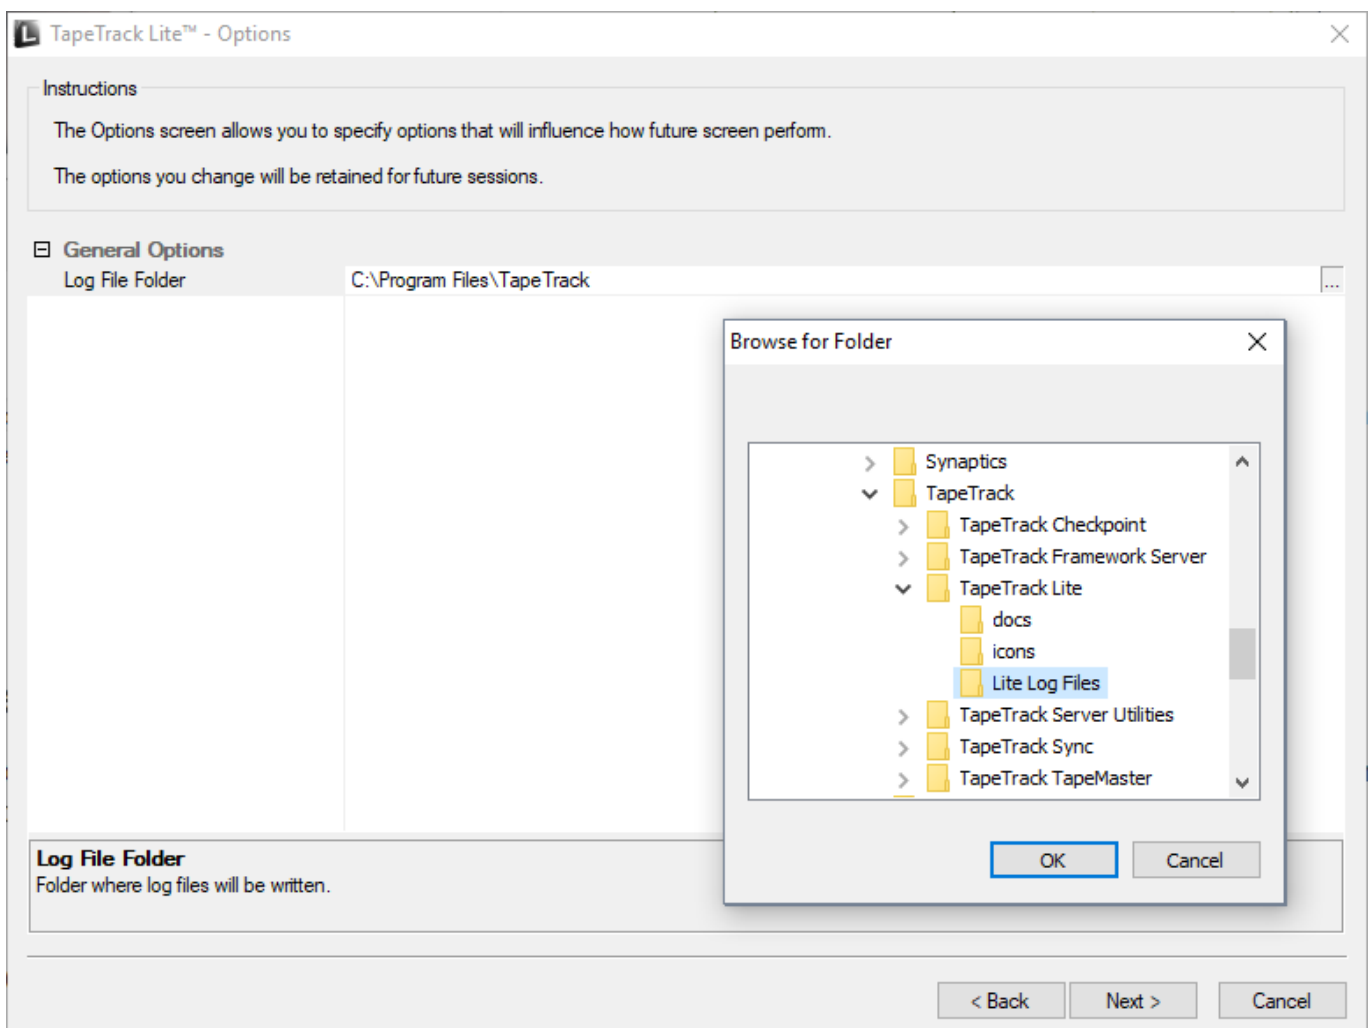 TapeTrack Lite™ - Options
Instructions
The Options screen allows you to specify options that will influence how future screen perform.
The options you change will be retained for future sessions.
General Options
Log File Folder C:\Program Files\TapeTrack ...
Browse for Folder
Synaptics
TapeTrack
TapeTrack Checkpoint
TapeTrack Framework Server
TapeTrack Lite
docs
icons
Lite Log Files
TapeTrack Server Utilities
TapeTrack Sync
TapeTrack TapeMaster
OK Cancel
Log File Folder
Folder where log files will be written.
< Back Next > Cancel